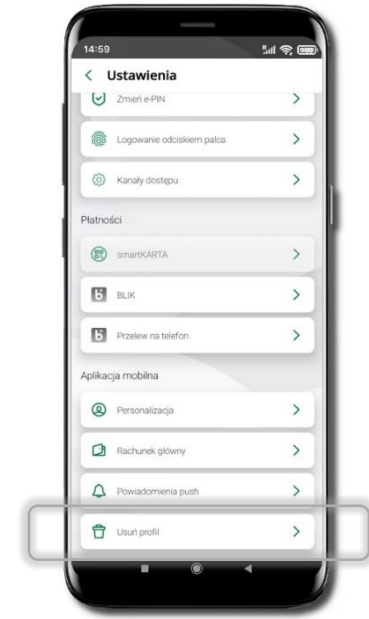 14:59
Ustawienia
Zmień e-PIN
Logowanie odciskiem palca
Kanały dostępu
Płatności
smartKARTA
BLIK
Przelew na telefon
Aplikacja mobilna
Personalizacja
Rachunek główny
Powiadomienia push
Usuń profil